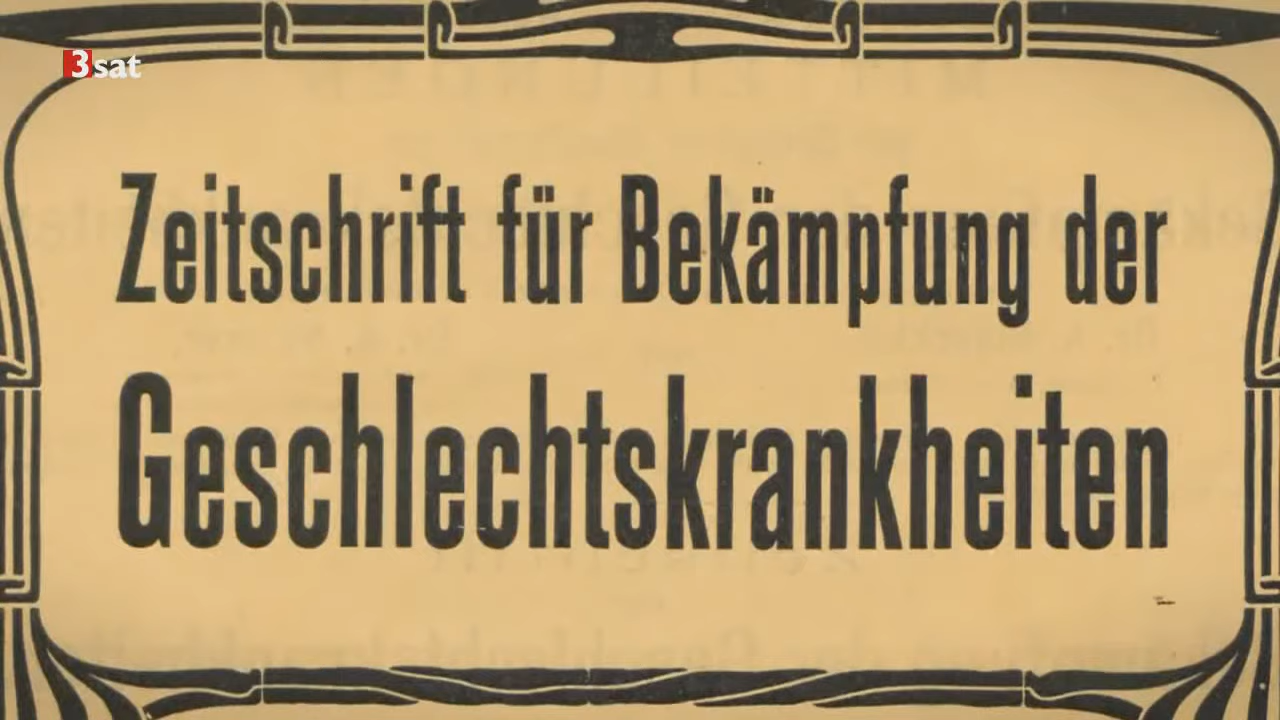 3sat
Zeitschrift für Bekämpfung der
Geschlechtskrankheiten